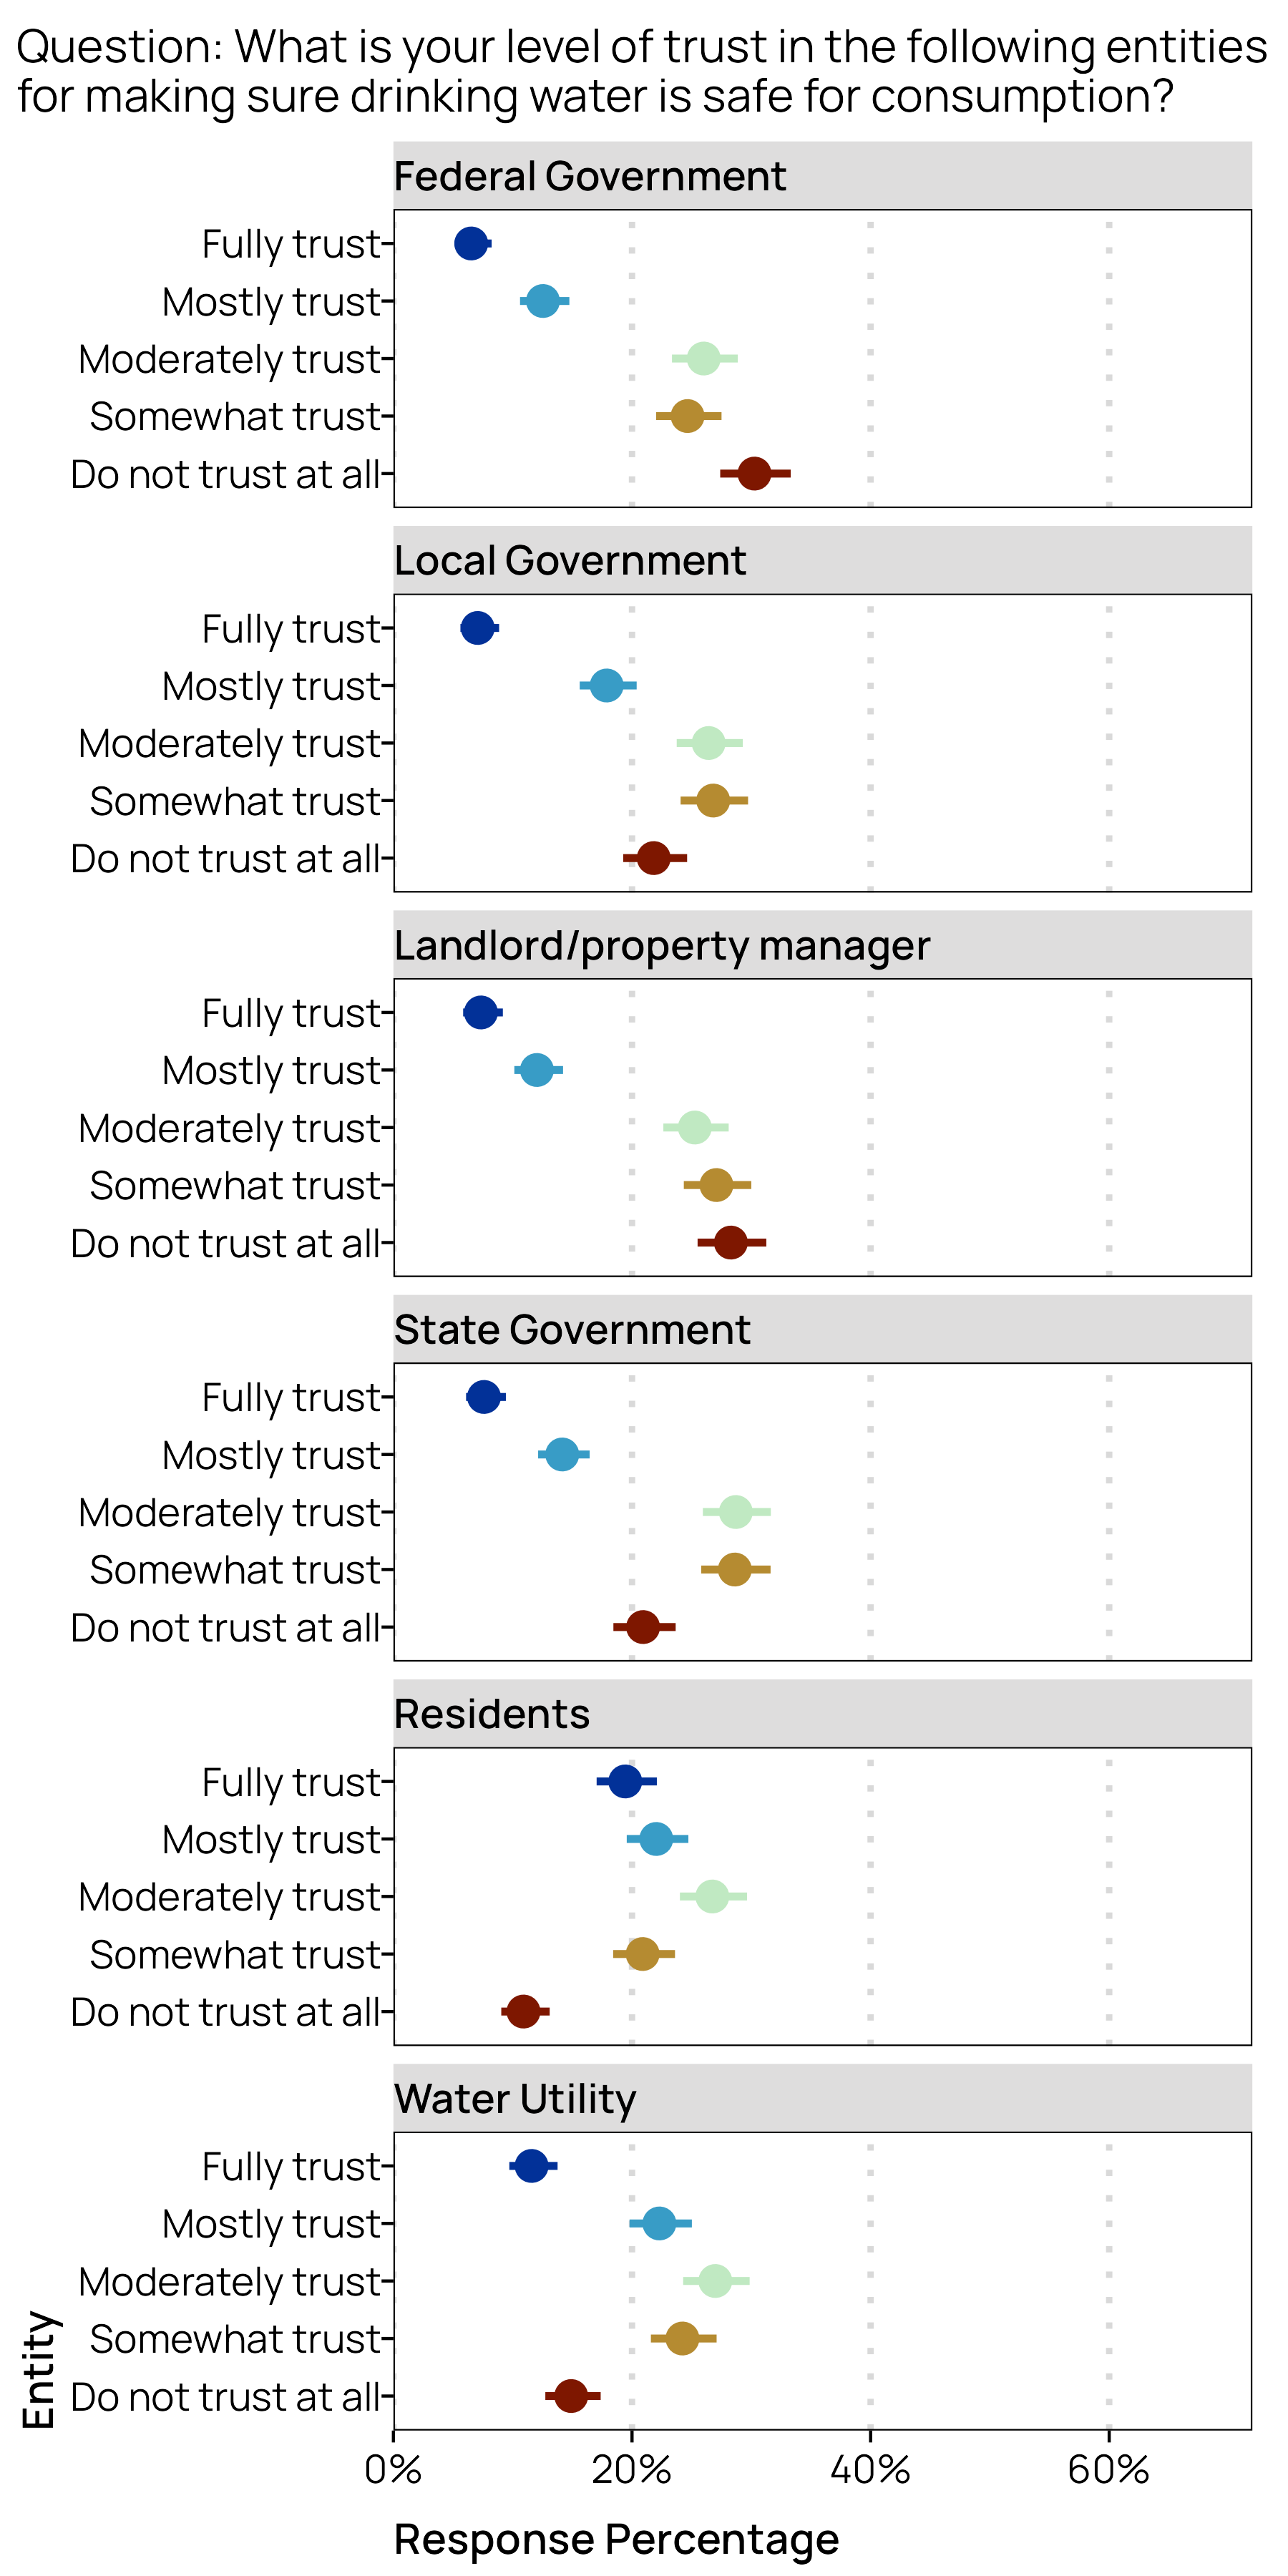 Question: What is your level of trust in the following entities
for making sure drinking water is safe for consumption?
Federal Government
Fully trust
Mostly trust
Moderately trust
Somewhat trust
Do not trust at all
Local Government
Fully trust
Mostly trust
Moderately trust
Somewhat trust
Do not trust at all
Landlord/property manager
Fully trust
Mostly trust
Moderately trust
Somewhat trust
Do not trust at all
State Government
Fully trust
Mostly trust
Moderately trust
Somewhat trust
Do not trust at all
Residents
Fully trust
Mostly trust
Moderately trust
Somewhat trust
Do not trust at all
Water Utility
Fully trust
Mostly trust
Moderately trust
Somewhat trust
Do not trust at all
Entity
0% 20% 40% 60%
Response Percentage